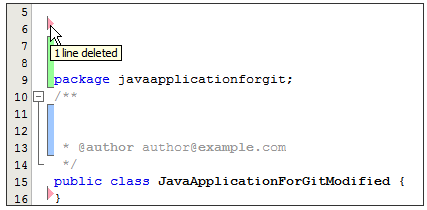 5
6
7
1 line deleted
8
9 package javaapplicationforgit;
10 /**
11
12
13 * @author author@example.com
14 */
15 public class JavaApplicationForGitModified {
16 }